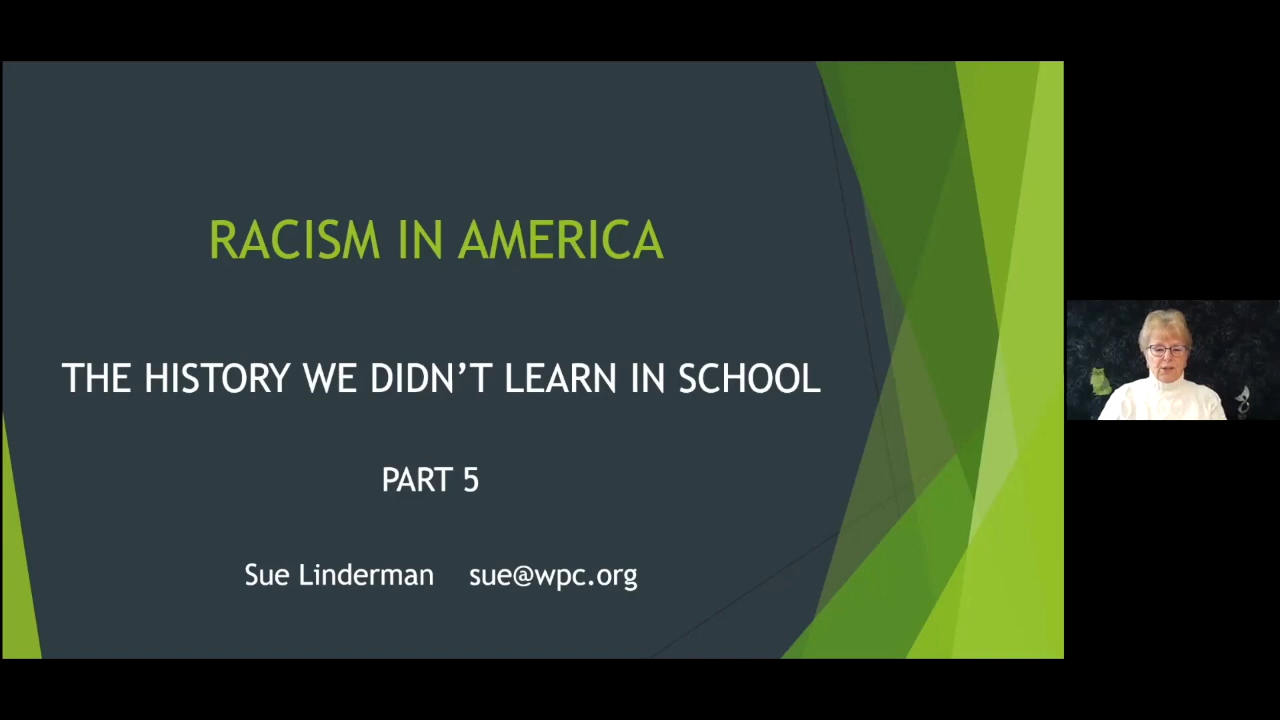 RACISM IN AMERICA
THE HISTORY WE DIDN’T LEARN IN SCHOOL
PART 5
Sue Linderman sue@wpc.org